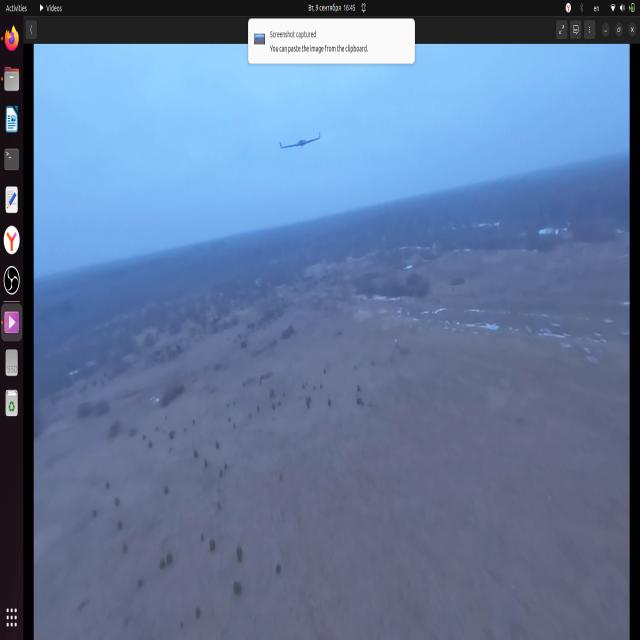 Activities
Videos
Вт, 9 сентября 16:45
en
Screenshot captured
You can paste the image from the clipboard.